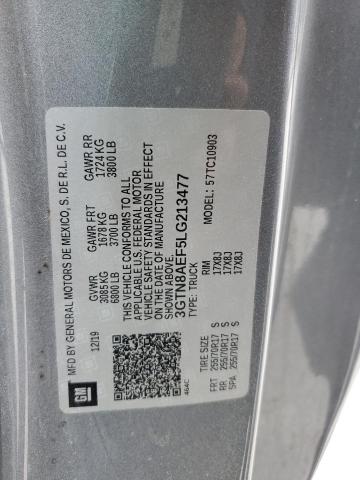 MFD BY GENERAL MOTORS DE MEXICO, S. DE R.L. DE C.V.
12/19 GVWR GAWR FRT GAWR RR
3085 KG 1678 KG 1724 KG
6800 LB 3700 LB 3800 LB
THIS VEHICLE CONFORMS TO ALL
APPLICABLE U.S. FEDERAL MOTOR
VEHICLE SAFETY STANDARDS IN EFFECT
ON THE DATE OF MANUFACTURE
SHOWN ABOVE.
3GTN8AEF5LG213477
TYPE: TRUCK MODEL: 57TC10903
GM
464C
TIRE SIZE RIM
FRT 255/70R17 S 17X8J
RR 255/70R17 S 17X8J
SPA 255/70R17 S 17X8J